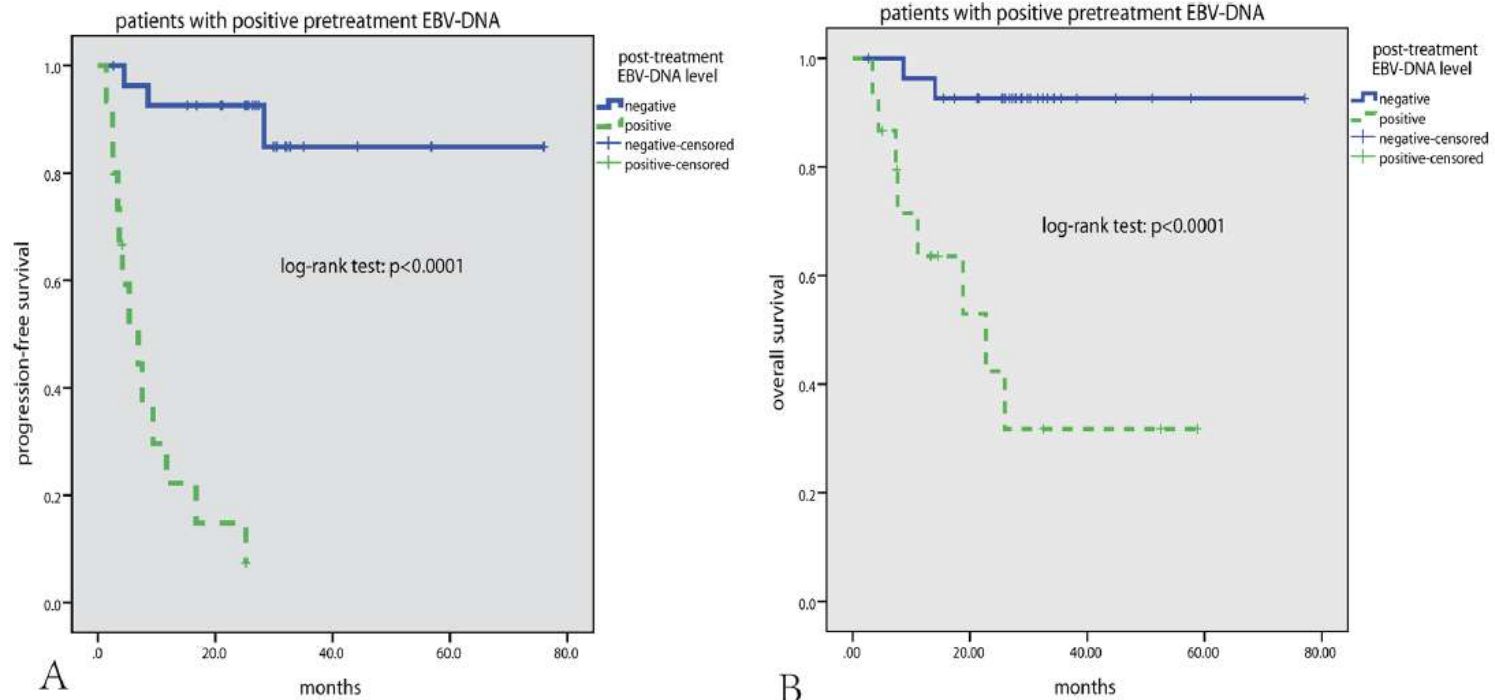 patients with positive pretreatment EBV-DNA
post-treatment
EBV-DNA level
negative
positive
negative-censored
positive-censored
log-rank test: p<0.0001
progression-free survival
1.0
0.8
0.6
0.4
0.2
0.0
.0
20.0
40.0
60.0
80.0
months
A
patients with positive pretreatment EBV-DNA
post-treatment
EBV-DNA level
negative
positive
negative-censored
positive-censored
log-rank test: p<0.0001
overall survival
1.0
0.8
0.6
0.4
0.2
0.0
.00
20.00
40.00
60.00
80.00
months
B